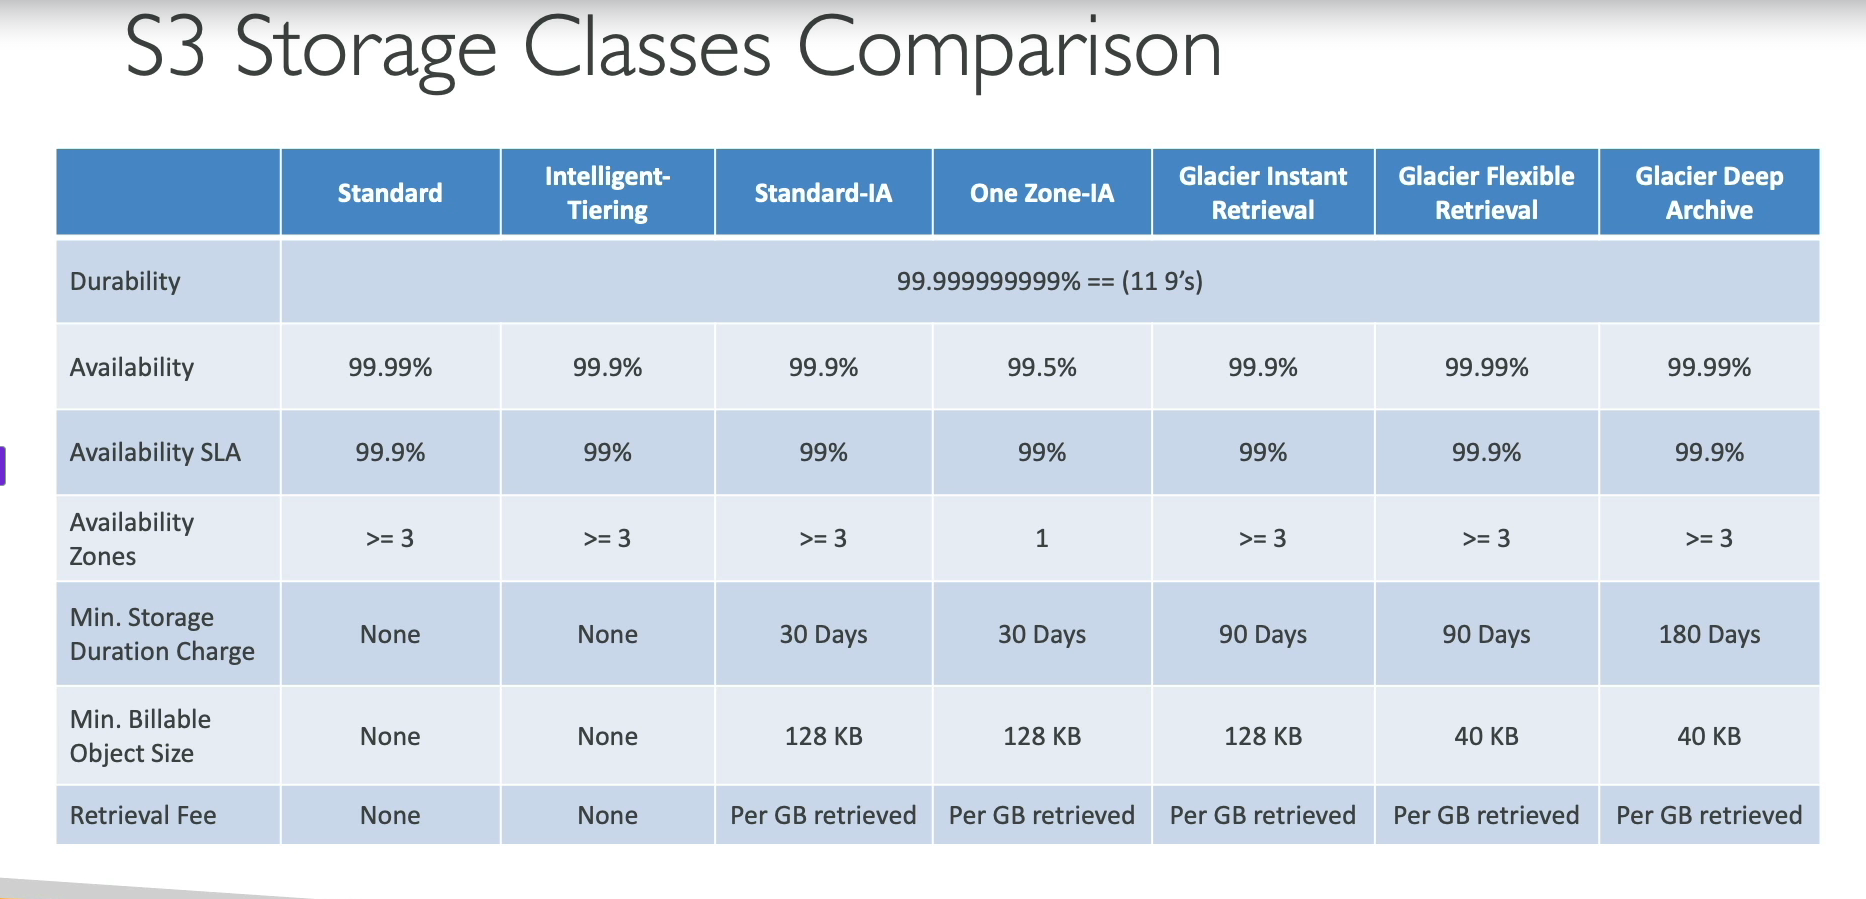 S3 Storage Classes Comparison
Standard
Intelligent-
Tiering
Standard-IA
One Zone-IA
Glacier Instant
Retrieval
Glacier Flexible
Retrieval
Glacier Deep
Archive
Durability
99.999999999% == (11 9’s)
Availability
99.99%
99.9%
99.9%
99.5%
99.9%
99.99%
99.99%
Availability SLA
99.9%
99%
99%
99%
99%
99.9%
99.9%
Availability
Zones
>= 3
>= 3
>= 3
1
>= 3
>= 3
>= 3
Min. Storage
Duration Charge
None
None
30 Days
30 Days
90 Days
90 Days
180 Days
Min. Billable
Object Size
None
None
128 KB
128 KB
128 KB
40 KB
40 KB
Retrieval Fee
None
None
Per GB retrieved
Per GB retrieved
Per GB retrieved
Per GB retrieved
Per GB retrieved